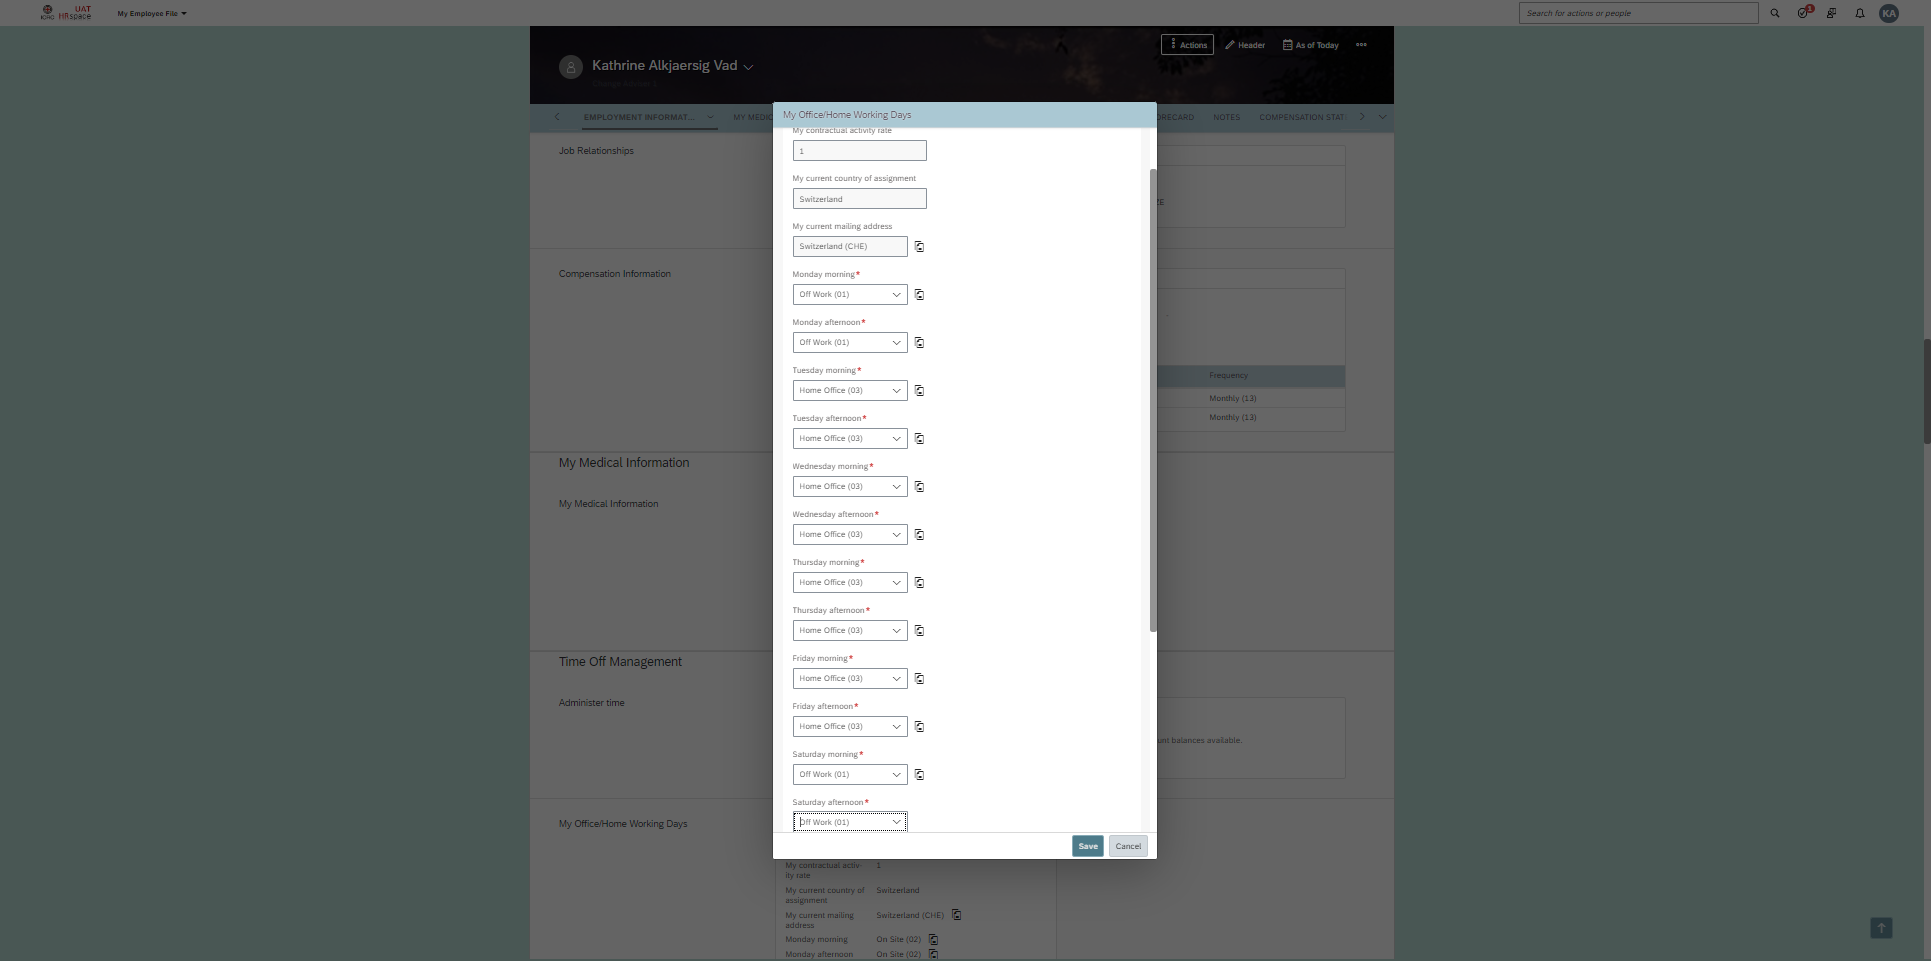 ICRC
UAT
HRspace
My Employee File
Search for actions or people
1
KA
Kathrine Alkjaersig Vad
Actions
Header
As of Today
EMPLOYMENT INFORMAT...
MY MEDIC
ORECARD
NOTES
COMPENSATION STAT
Job Relationships
ZE
Compensation Information
Frequency
Monthly (13)
Monthly (13)
My Medical Information
My Medical Information
Time Off Management
Administer time
unt balances available.
My Office/Home Working Days
My Office/Home Working Days
My contractual activity rate
1
My current country of assignment
Switzerland
My current mailing address
Switzerland (CHE)
Monday morning*
Off Work (01)
Monday afternoon*
Off Work (01)
Tuesday morning*
Home Office (03)
Tuesday afternoon*
Home Office (03)
Wednesday morning*
Home Office (03)
Wednesday afternoon*
Home Office (03)
Thursday morning*
Home Office (03)
Thursday afternoon*
Home Office (03)
Friday morning*
Home Office (03)
Friday afternoon*
Home Office (03)
Saturday morning*
Off Work (01)
Saturday afternoon*
Off Work (01)
Save
Cancel
My contractual activ-
ity rate
1
My current country of
assignment
Switzerland
My current mailing
address
Switzerland (CHE)
Monday morning
On Site (02)
Monday afternoon
On Site (02)